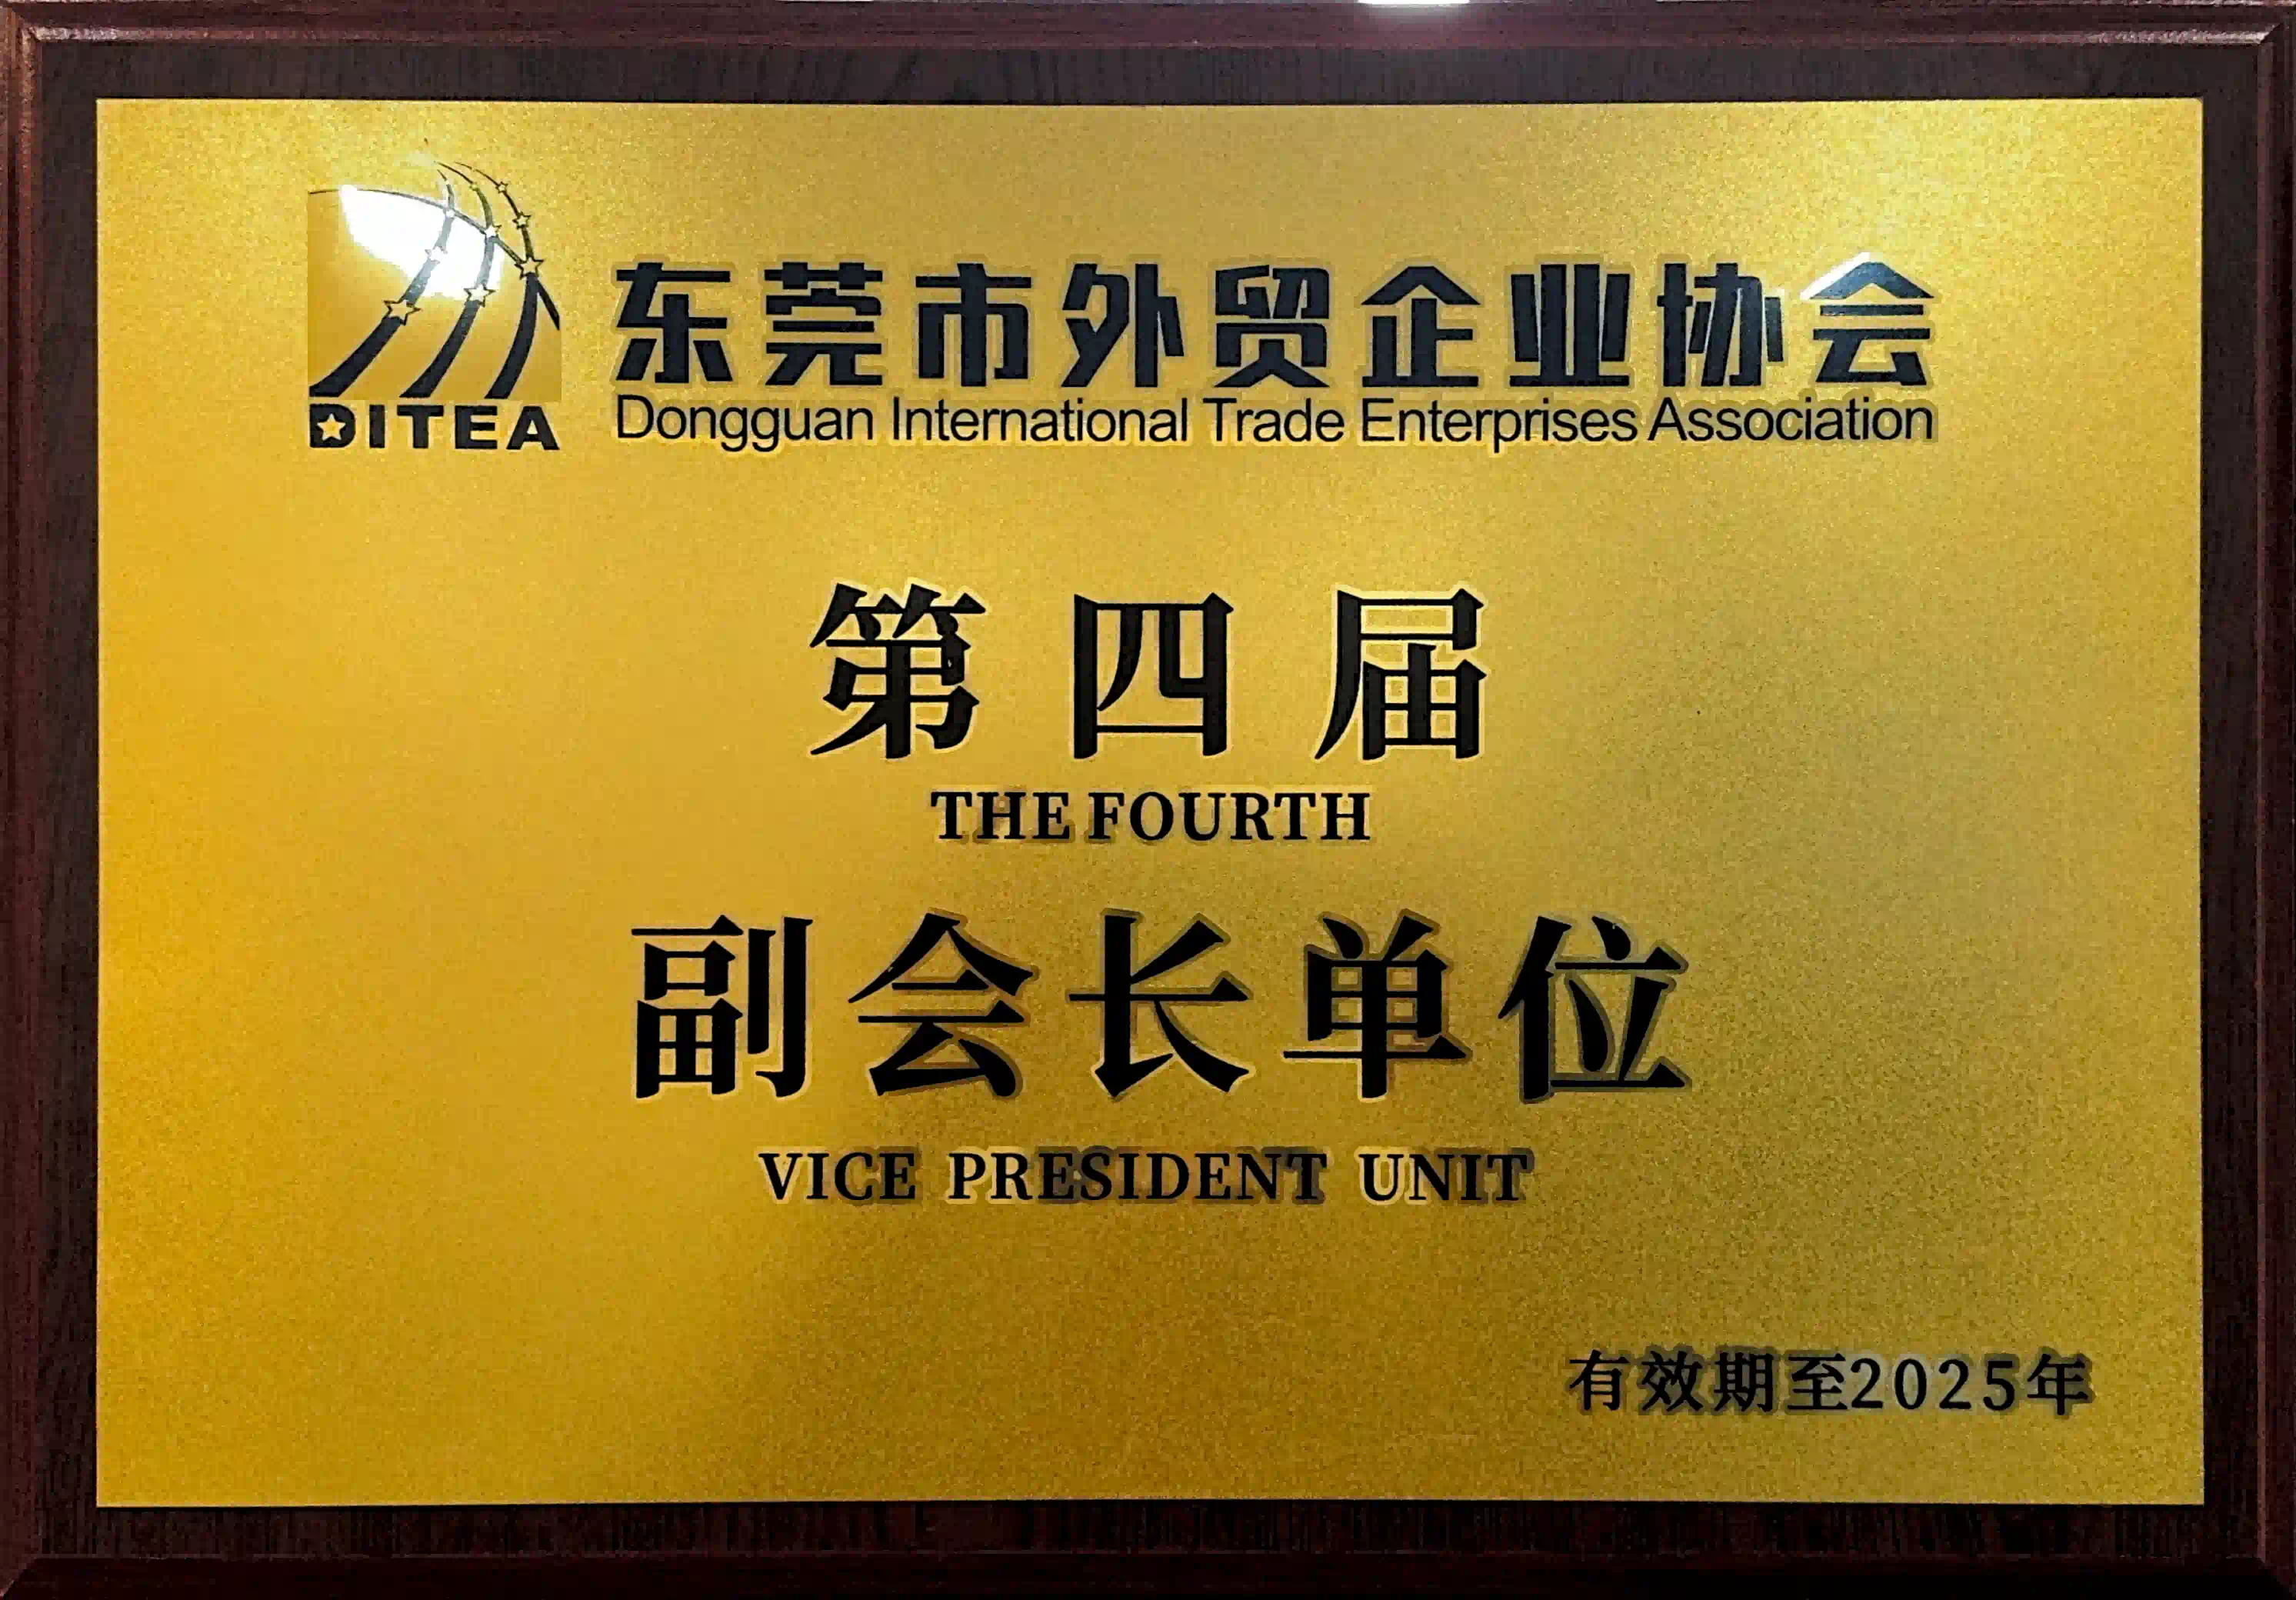 东莞市外贸企业协会
DITEA
Dongguan International Trade Enterprises Association
第四届
THE FOURTH
副会长单位
VICE PRESIDENT UNIT
有效期至2025年